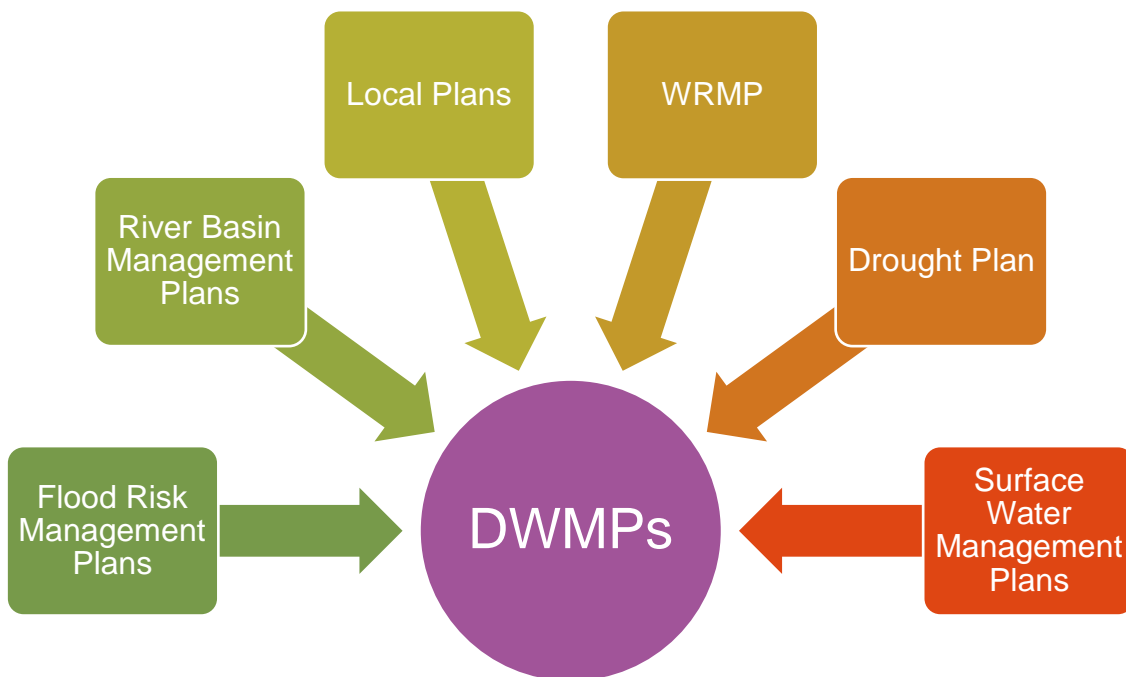 Local Plans
WRMP
River Basin
Management
Plans
Drought Plan
Flood Risk
Management
Plans
DWMPs
Surface
Water
Management
Plans